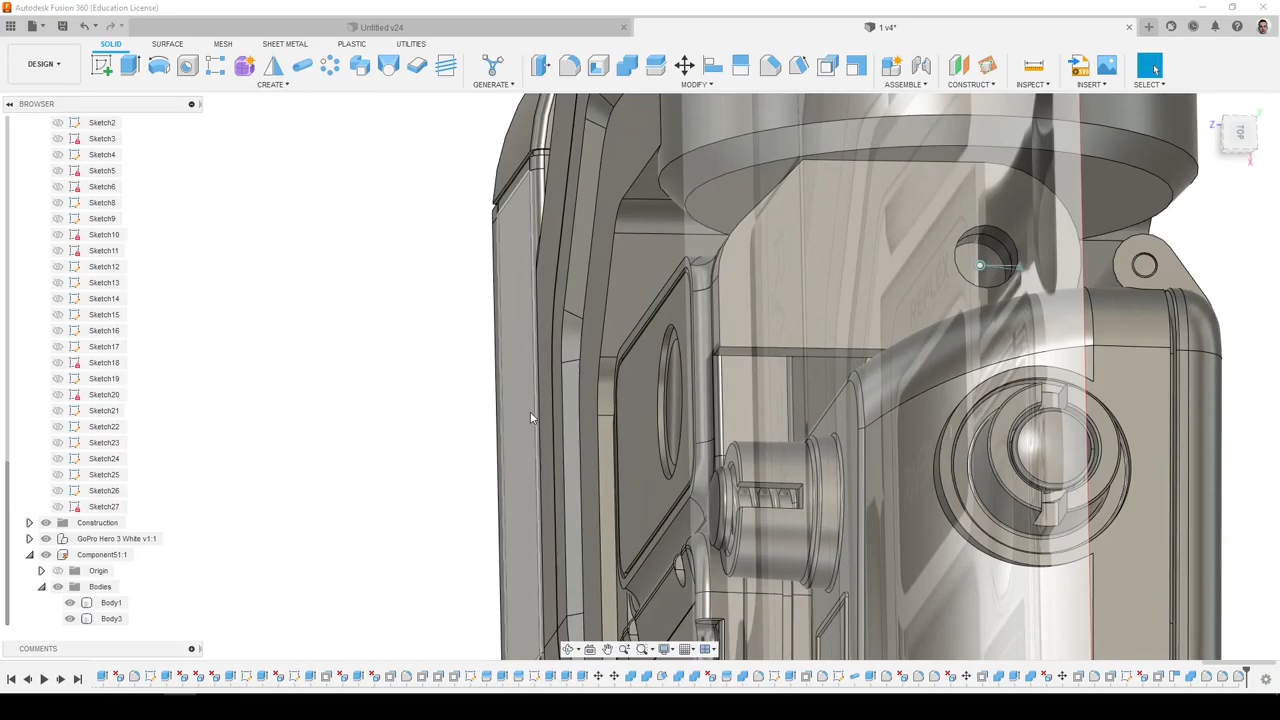 Autodesk Fusion 360 (Education License)
Untitled v24
1 v4*
SOLID SURFACE MESH SHEET METAL PLASTIC UTILITIES
DESIGN
CREATE GENERATE MODIFY ASSEMBLE CONSTRUCT INSPECT INSERT SELECT
BROWSER
Sketch2
Sketch3
Sketch4
Sketch5
Sketch6
Sketch8
Sketch9
Sketch10
Sketch11
Sketch12
Sketch13
Sketch14
Sketch15
Sketch16
Sketch17
Sketch18
Sketch19
Sketch20
Sketch21
Sketch22
Sketch23
Sketch24
Sketch25
Sketch26
Sketch27
Construction
GoPro Hero 3 White v1:1
Component51:1
Origin
Bodies
Body1
Body3
COMMENTS
Y
Z
TOP
X